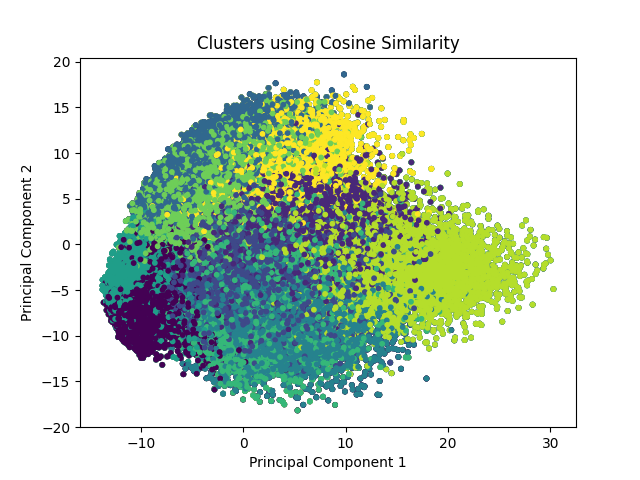 Clusters using Cosine Similarity
20
15
10
5
0
−5
−10
−15
−20
Principal Component 2
−10 0 10 20 30
Principal Component 1